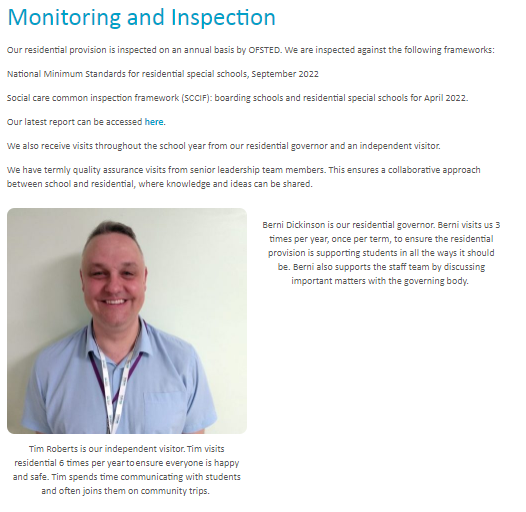 Monitoring and Inspection
Our residential provision is inspected on an annual basis by OFSTED. We are inspected against the following frameworks:
National Minimum Standards for residential special schools, September 2022
Social care common inspection framework (SCCIF): boarding schools and residential special schools for April 2022.
Our latest report can be accessed here.
We also receive visits throughout the school year from our residential governor and an independent visitor.
We have termly quality assurance visits from senior leadership team members. This ensures a collaborative approach
between school and residential, where knowledge and ideas can be shared.
Berni Dickinson is our residential governor. Berni visits us 3
times per year, once per term, to ensure the residential
provision is supporting students in all the ways it should
be. Berni also supports the staff team by discussing
important matters with the governing body.
Tim Roberts is our independent visitor. Tim visits
residential 6 times per year to ensure everyone is happy
and safe. Tim spends time communicating with students
and often joins them on community trips.